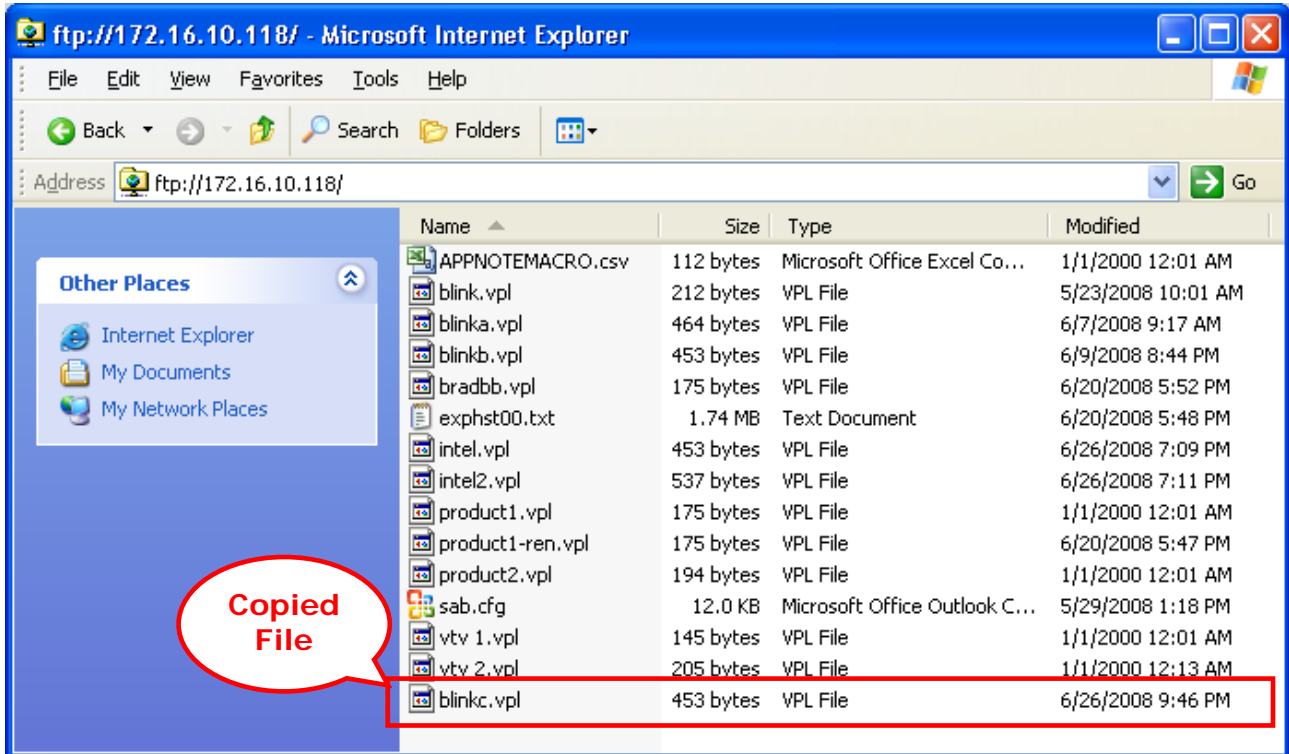 ftp://172.16.10.118/ - Microsoft Internet Explorer
File Edit View Favorites Tools Help
Back Search Folders
Address ftp://172.16.10.118/ Go
Name Size Type Modified
Other Places
Internet Explorer
My Documents
My Network Places
APPNOTEMACRO.csv 112 bytes Microsoft Office Excel Co... 1/1/2000 12:01 AM
blink.vpl 212 bytes VPL File 5/23/2008 10:01 AM
blinka.vpl 464 bytes VPL File 6/7/2008 9:17 AM
blinkb.vpl 453 bytes VPL File 6/9/2008 8:44 PM
bradbb.vpl 175 bytes VPL File 6/20/2008 5:52 PM
exphst00.txt 1.74 MB Text Document 6/20/2008 5:48 PM
intel.vpl 453 bytes VPL File 6/26/2008 7:09 PM
intel2.vpl 537 bytes VPL File 6/26/2008 7:11 PM
product1.vpl 175 bytes VPL File 1/1/2000 12:01 AM
product1-ren.vpl 175 bytes VPL File 6/20/2008 5:47 PM
product2.vpl 194 bytes VPL File 1/1/2000 12:01 AM
sab.cfg 12.0 KB Microsoft Office Outlook C... 5/29/2008 1:18 PM
vtv 1.vpl 145 bytes VPL File 1/1/2000 12:01 AM
vtv 2.vpl 205 bytes VPL File 1/1/2000 12:13 AM
blinkc.vpl 453 bytes VPL File 6/26/2008 9:46 PM
Copied
File